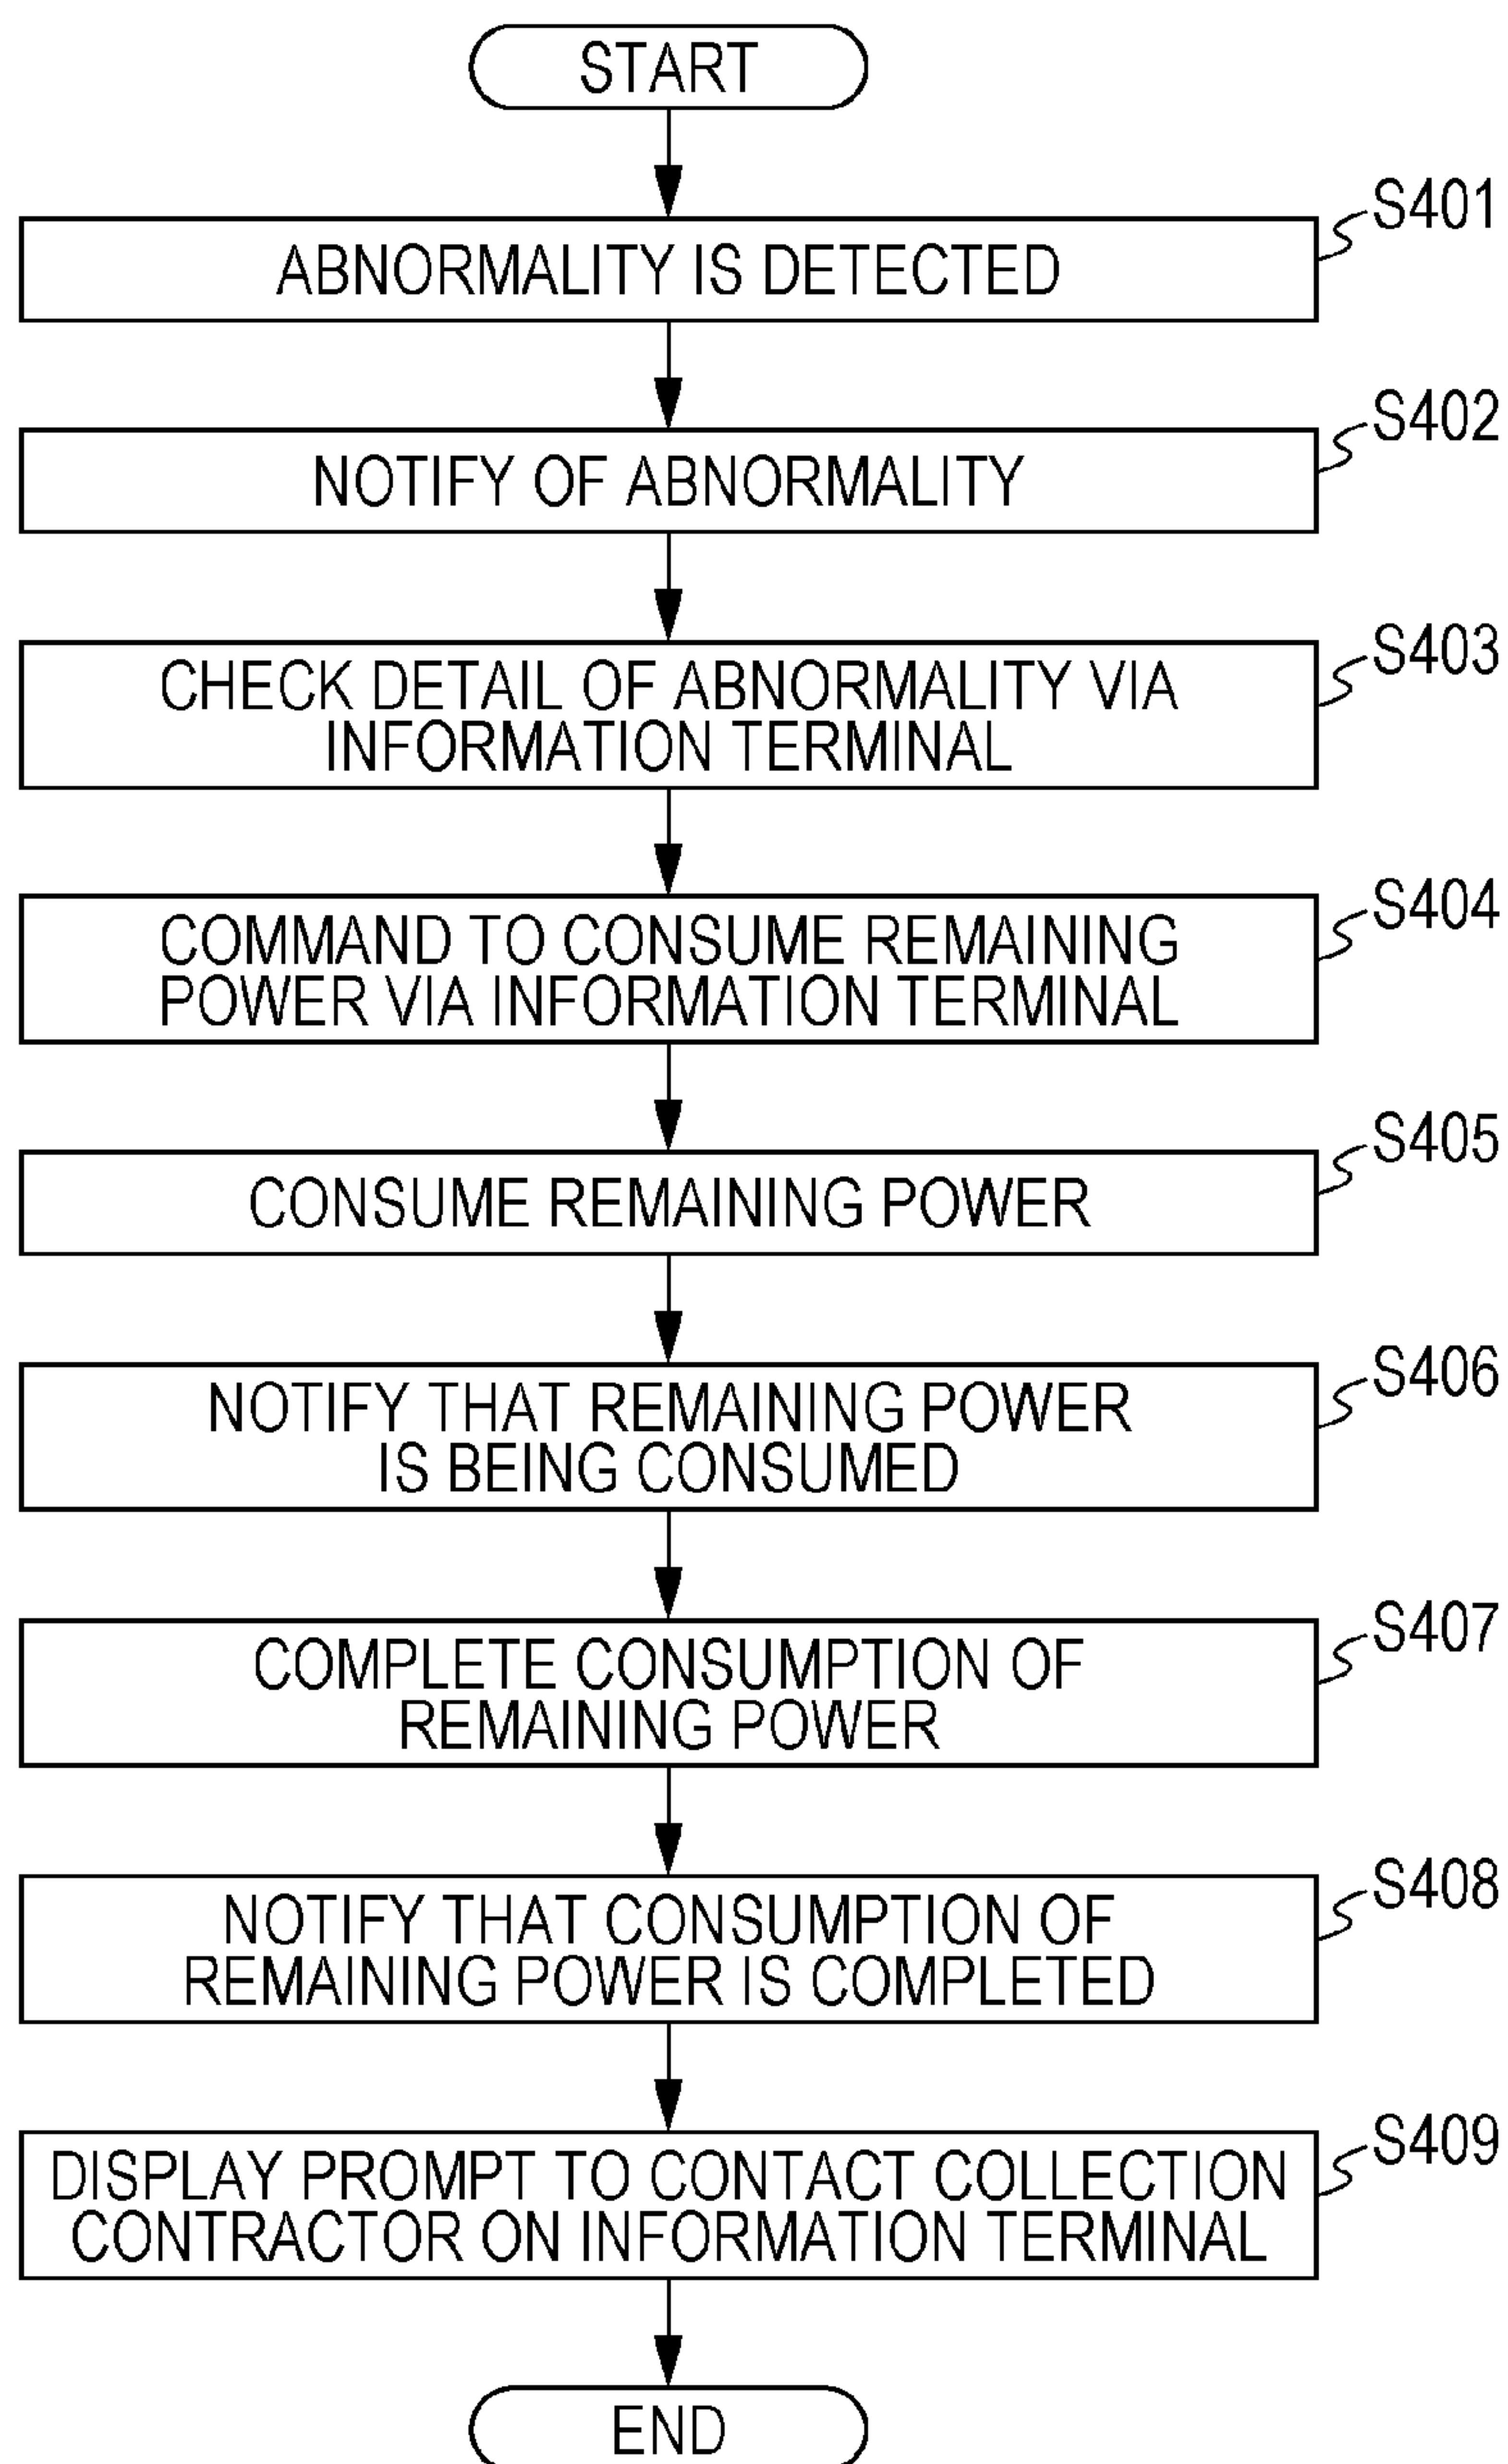 START
S401
ABNORMALITY IS DETECTED
S402
NOTIFY OF ABNORMALITY
S403
CHECK DETAIL OF ABNORMALITY VIA
INFORMATION TERMINAL
S404
COMMAND TO CONSUME REMAINING
POWER VIA INFORMATION TERMINAL
S405
CONSUME REMAINING POWER
S406
NOTIFY THAT REMAINING POWER
IS BEING CONSUMED
S407
COMPLETE CONSUMPTION OF
REMAINING POWER
S408
NOTIFY THAT CONSUMPTION OF
REMAINING POWER IS COMPLETED
S409
DISPLAY PROMPT TO CONTACT COLLECTION
CONTRACTOR ON INFORMATION TERMINAL
END